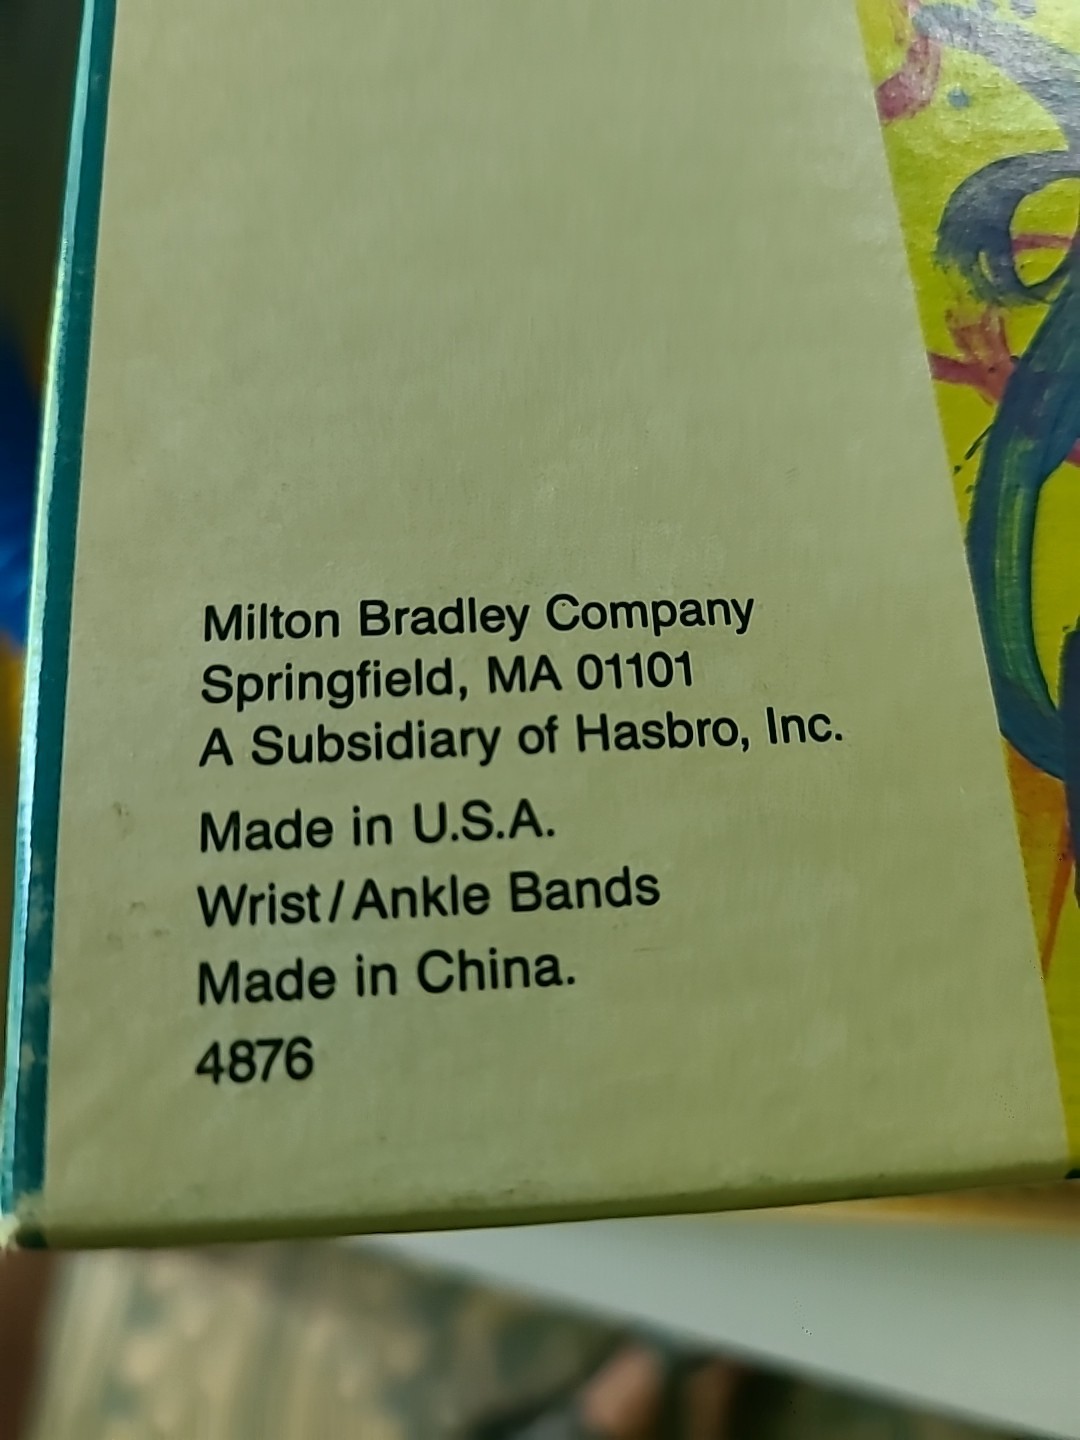 Milton Bradley Company
Springfield, MA 01101
A Subsidiary of Hasbro, Inc.
Made in U.S.A.
Wrist/Ankle Bands
Made in China.
4876